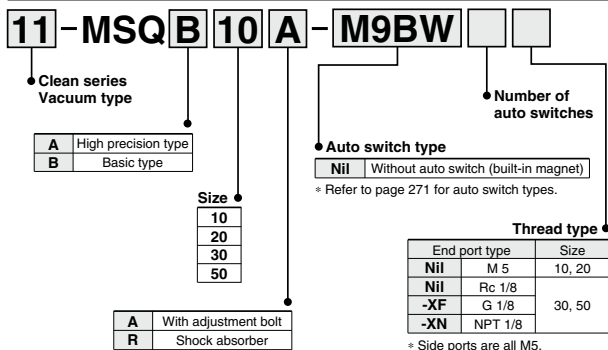 11-MSQB10A-M9BW
Clean series
Vacuum type
Number of
auto switches
A High precision type
B Basic type
Auto switch type
Nil Without auto switch (built-in magnet)
* Refer to page 271 for auto switch types.
Size
10
20
30
50
Thread type
End port type Size
Nil M 5 10, 20
Nil Rc 1/8
-XF G 1/8 30, 50
-XN NPT 1/8
* Side ports are all M5.
A With adjustment bolt
R Shock absorber